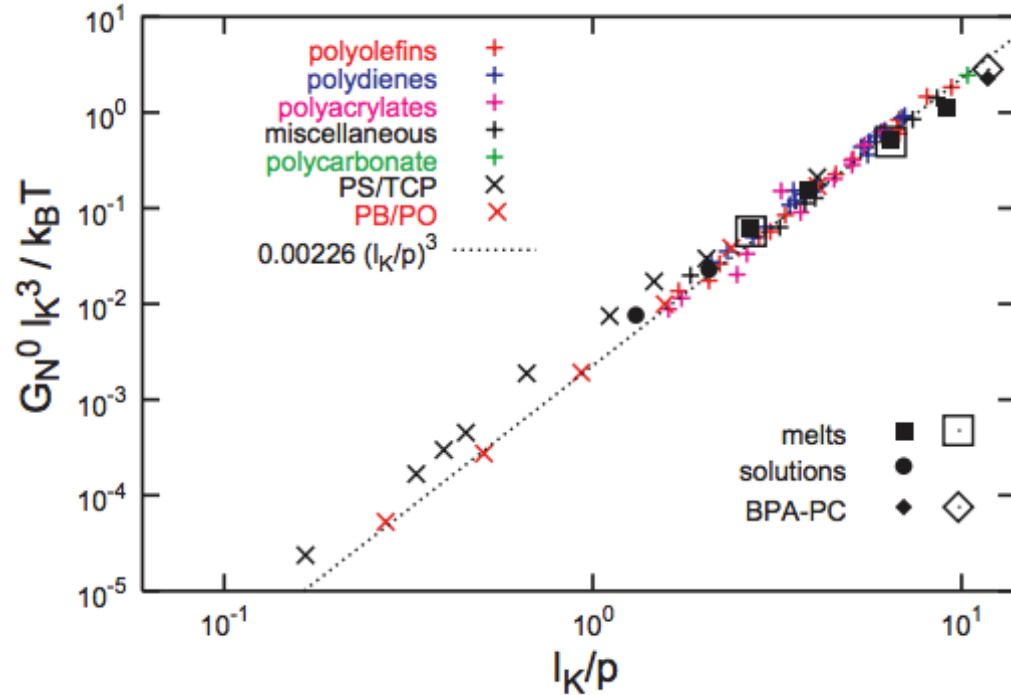 10^1
10^0
10^-1
10^-2
10^-3
10^-4
10^-5
G_N^0 l_K^3 / k_BT
polyolefins
polydienes
polyacrylates
miscellaneous
polycarbonate
PS/TCP
PB/PO
0.00226 (l_K/p)^3
melts
solutions
BPA-PC
10^-1
10^0
10^1
l_K/p